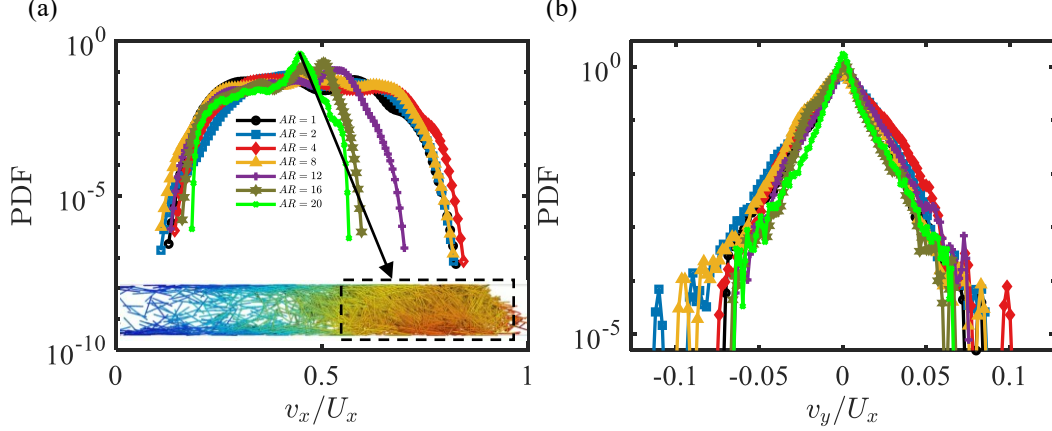 (a)
PDF
10^0
10^-5
10^-10
AR = 1
AR = 2
AR = 4
AR = 8
AR = 12
AR = 16
AR = 20
0
0.5
1
v_x/U_x
(b)
PDF
10^0
10^-5
-0.1
-0.05
0
0.05
0.1
v_y/U_x